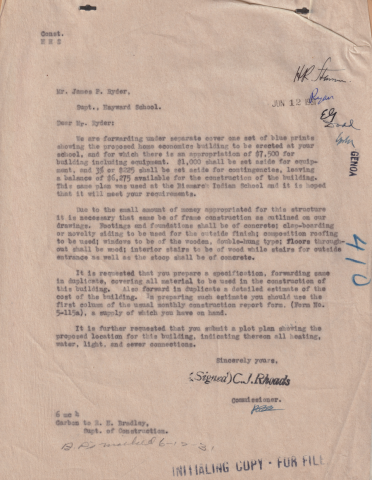 Const.
Mr. James F. Ryder,
Supt., Hayward School.
JUN 12
Ryder
Dear Mr. Ryder:
We are forwarding under separate cover one set of blue prints
showing the proposed home economics building to be erected at your
school, and for which there is an appropriation of $7,500 for
building including equipment. $1,000 shall be set aside for equip-
ment, and 3% or $225 shall be set aside for contingencies, leaving
a balance of $6,275 available for the construction of the building.
This same plan was used at the Bismarck Indian School and it is hoped
that it will meet your requirements.
Due to the small amount of money appropriated for this structure
it is necessary that same be of frame construction as outlined on our
drawings. Footings and foundations shall be of concrete; clap-boarding
or novelty siding to be used for the outside finish; composition roofing
to be used; windows to be of the wooden, double-hung type; floors through-
out shall be wood; interior stairs to be of wood while stairs for outside
entrance as well as the stoop shall be of concrete.
It is requested that you prepare a specification, forwarding same
in duplicate, covering all material to be used in the construction of
this building. Also forward in duplicate a detailed estimate of the
cost of the building. In preparing such estimate you should use the
first column of the usual monthly construction report form. (Form No.
5-115a), a supply of which you have on hand.
It is further requested that you submit a plot plan showing the
proposed location for this building, indicating thereon all heating,
water, light, and sewer connections.
Sincerely yours,
(Signed) C. J. Rhoads
Commissioner.
Carbon to R. M. Bradley,
Supt. of Construction.
INITIALING COPY - FOR FILE